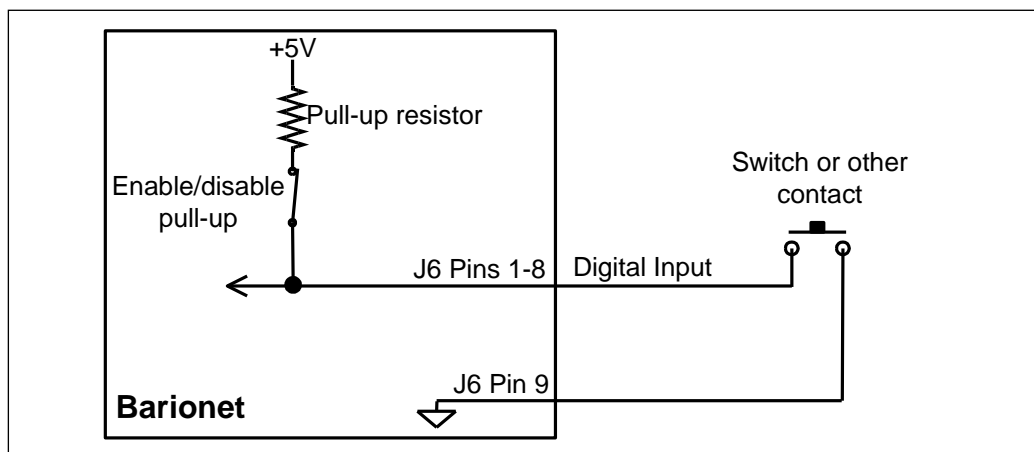 +5V
Pull-up resistor
Enable/disable
pull-up
Switch or other
contact
J6 Pins 1-8
Digital Input
J6 Pin 9
Barionet